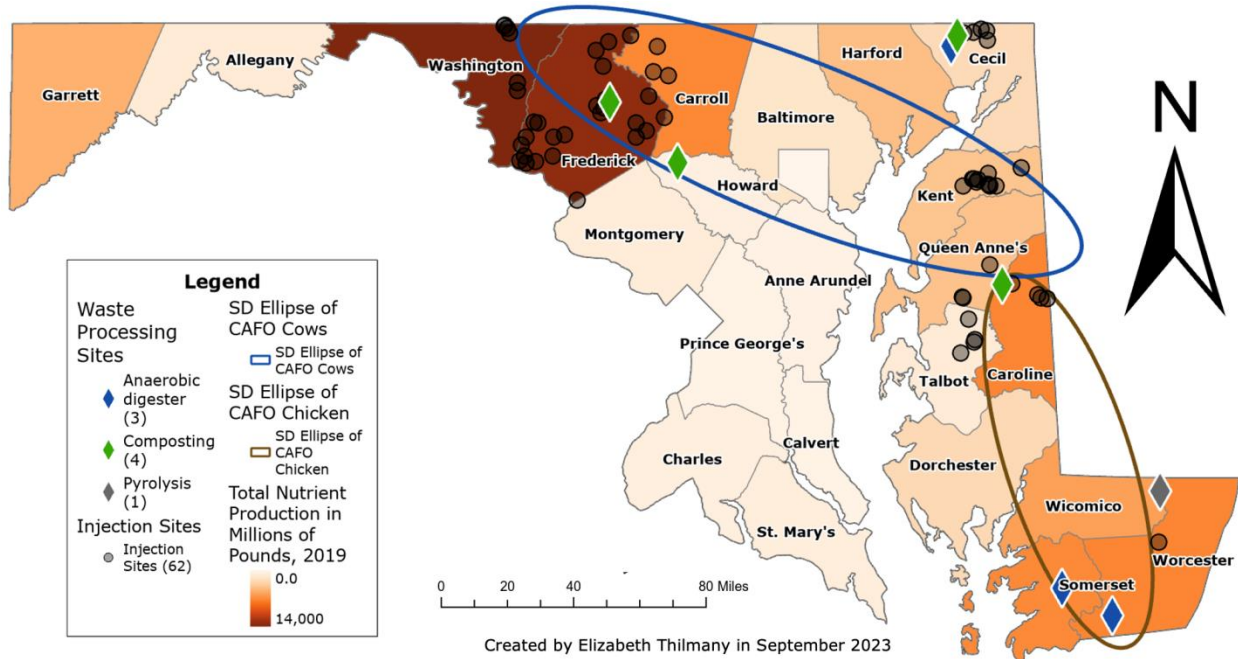 Garrett
Allegany
Washington
Frederick
Carroll
Baltimore
Harford
Cecil
Howard
Montgomery
Kent
Queen Anne's
Anne Arundel
Prince George's
Talbot
Caroline
Calvert
Charles
St. Mary's
Dorchester
Wicomico
Somerset
Worcester
N
Legend
Waste
Processing
Sites
Anaerobic
digester
(3)
Composting
(4)
Pyrolysis
(1)
Injection Sites
Injection
Sites (62)
SD Ellipse of
CAFO Cows
SD Ellipse of
CAFO Cows
SD Ellipse of
CAFO Chicken
SD Ellipse of
CAFO
Chicken
Total Nutrient
Production in
Millions of
Pounds, 2019
0.0
14,000
0 20 40 80 Miles
Created by Elizabeth Thilmany in September 2023